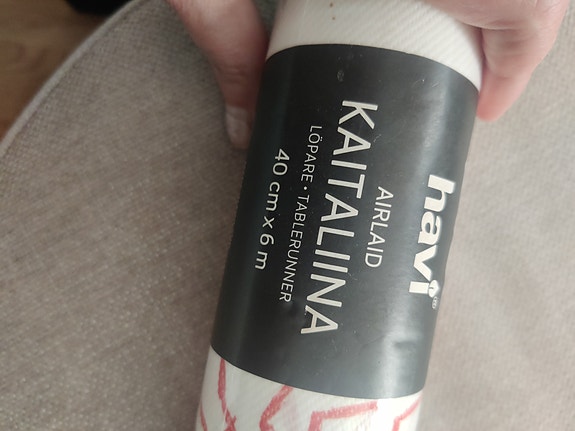 havi®
AIRLAID
KAITALIINA
LÖPARE • TABLERUNNER
40 cm x 6 m